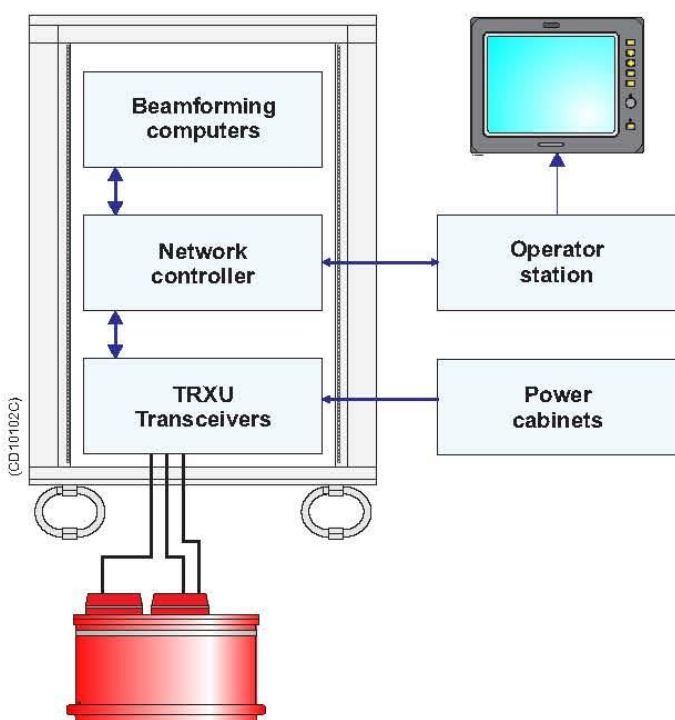 Beamforming
computers
Network
controller
Operator
station
TRXU
Transceivers
Power
cabinets
(CD10102C)